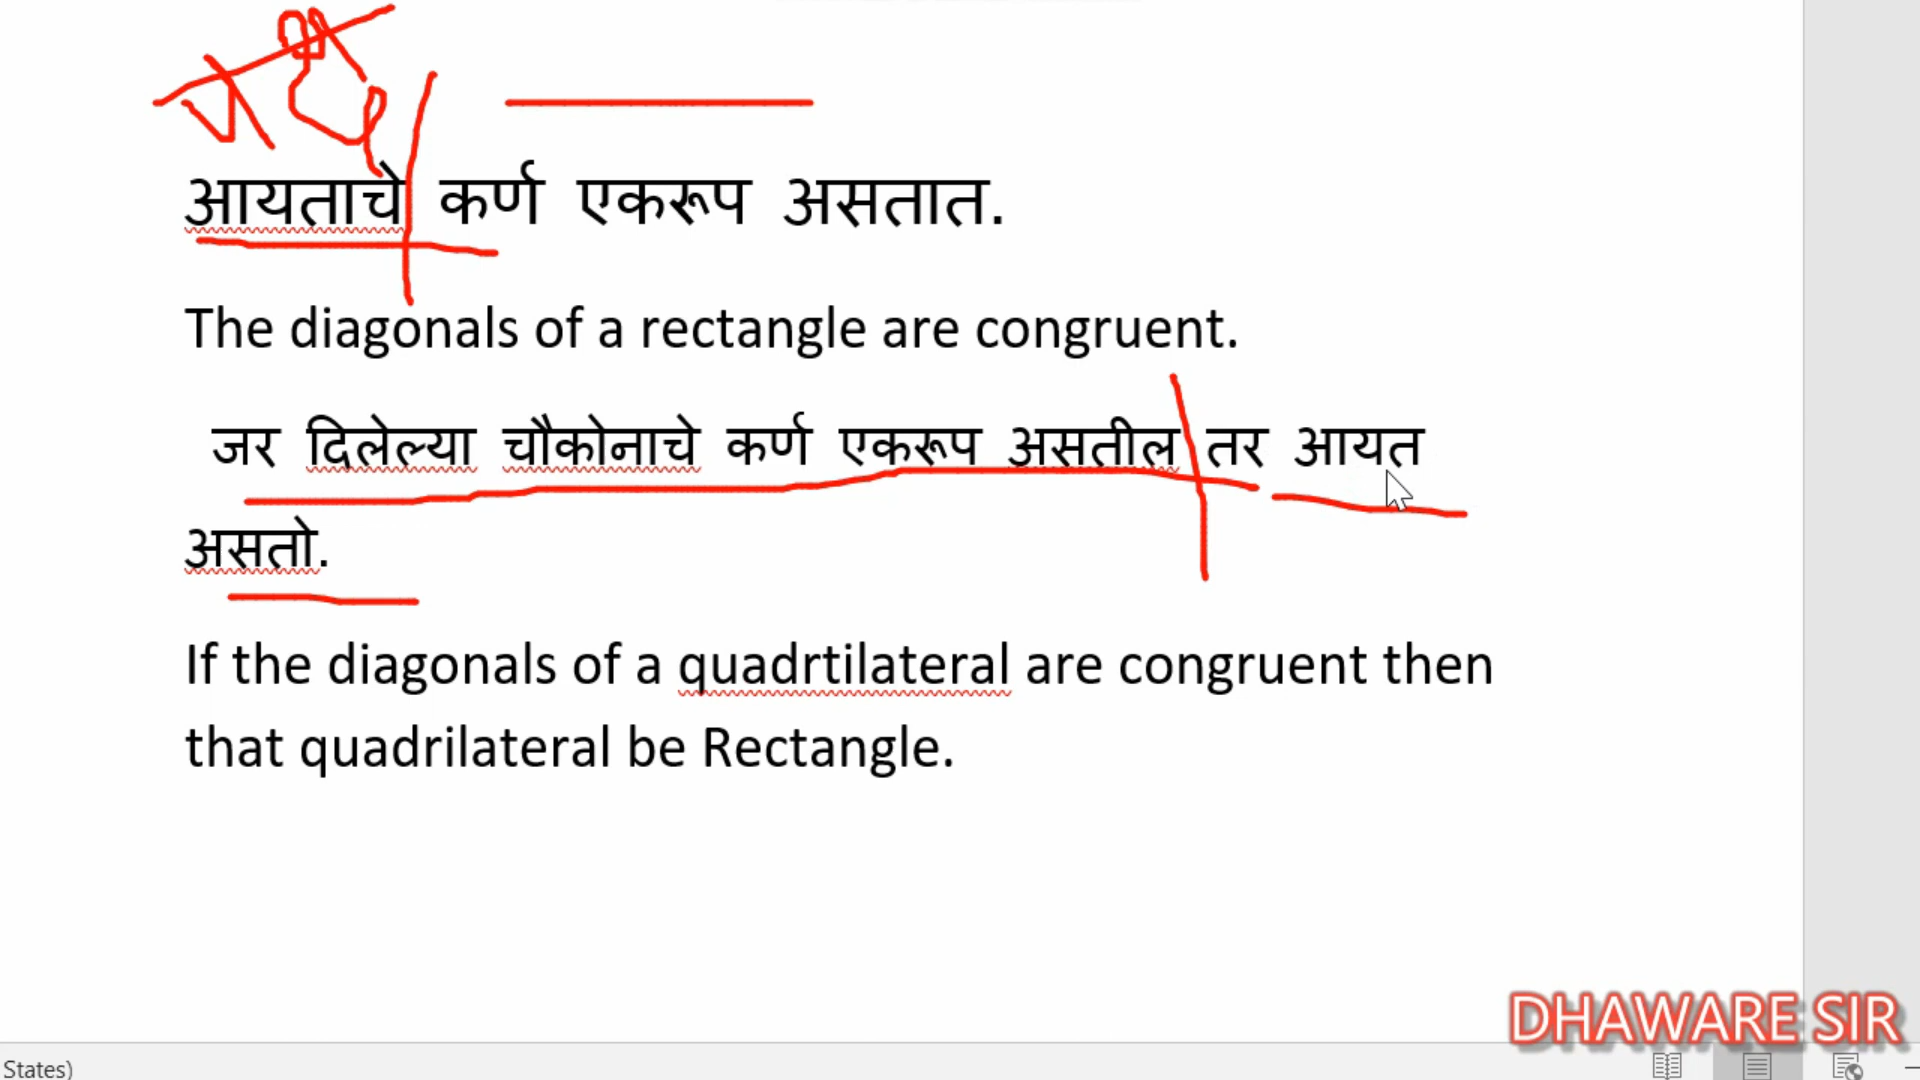 आयताचे कर्ण एकरूप असतात.
The diagonals of a rectangle are congruent.
जर दिलेल्या चौकोनाचे कर्ण एकरूप असतील तर आयत
असतो.
If the diagonals of a quadrtilateral are congruent then
that quadrilateral be Rectangle.
DHAWARE SIR
States)